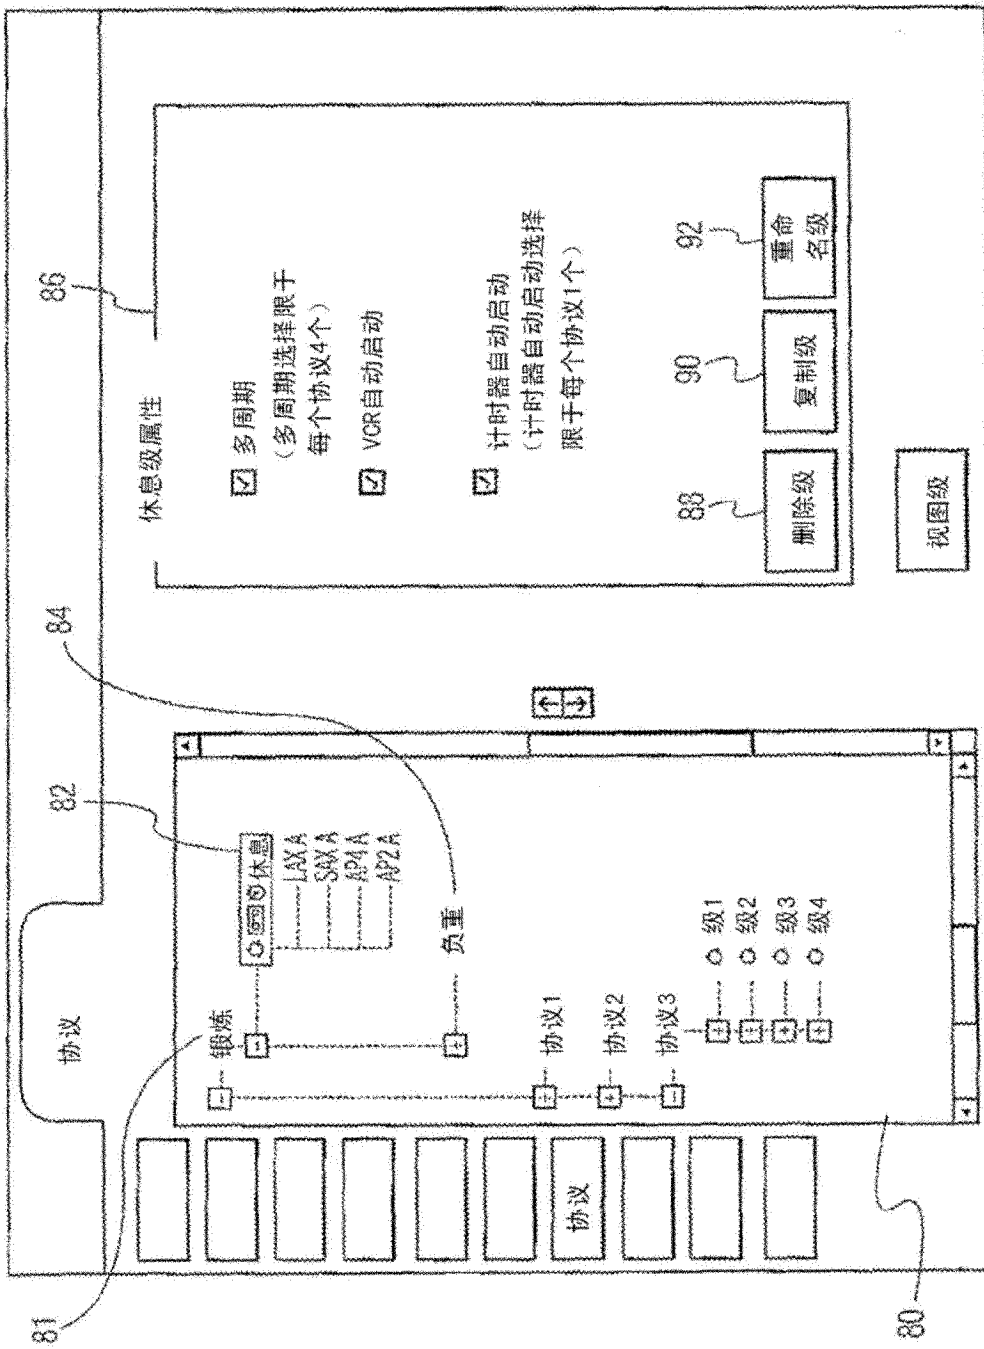 协议
86
84
82
81
80
休息级属性
多周期
(多周期选择限于
每个协议4个)
VCR自动启动
计时器自动启动
(计时器自动启动选择
限于每个协议1个)
88
90
92
删除级
复制级
重命
名级
视图级
锻炼
休息
LAX A
SAX A
AP4 A
AP2 A
负重
协议1
协议2
协议3
级1
级2
级3
级4
协议